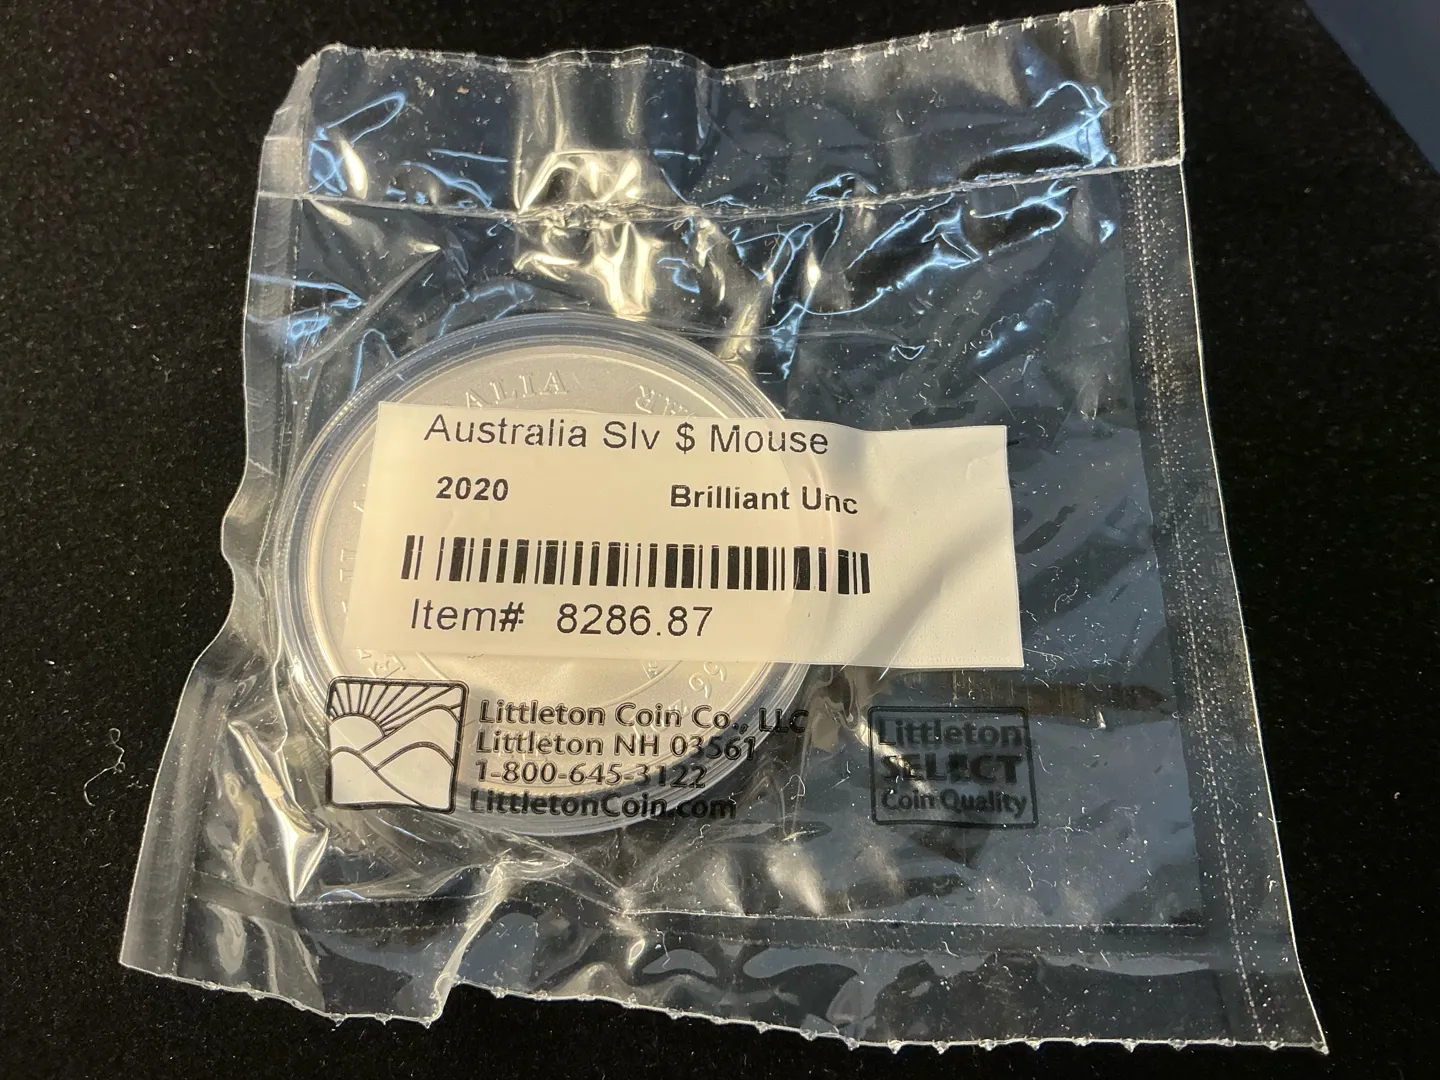 ALIA
Australia Slv $ Mouse
2020 Brilliant Unc
Item# 8286.87
Littleton Coin Co., LLC
Littleton NH 03561
1-800-645-3122
LittletonCoin.com
Littleton
SELECT
Coin Quality